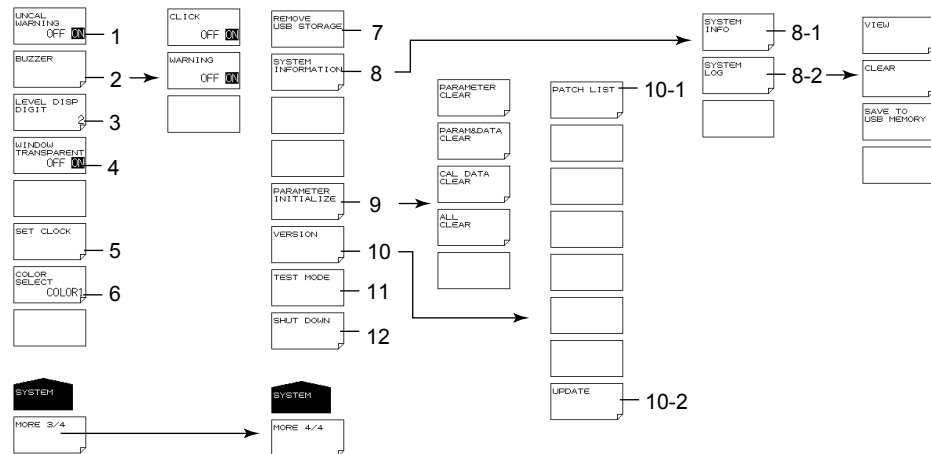 UNCAL
WARNING
OFF ON
1
BUZZER
2
LEVEL DISP
DIGIT
2
3
WINDOW
TRANSPARENT
OFF ON
4
SET CLOCK
5
COLOR
SELECT
COLOR1
6
SYSTEM
MORE 3/4
CLICK
OFF ON
WARNING
OFF ON
REMOVE
USB STORAGE
7
SYSTEM
INFORMATION
8
PARAMETER
INITIALIZE
9
VERSION
10
TEST MODE
11
SHUT DOWN
12
SYSTEM
MORE 4/4
PARAMETER
CLEAR
PARAM&DATA
CLEAR
CAL DATA
CLEAR
ALL
CLEAR
PATCH LIST
10-1
UPDATE
10-2
SYSTEM
INFO
8-1
SYSTEM
LOG
8-2
VIEW
CLEAR
SAVE TO
USB MEMORY